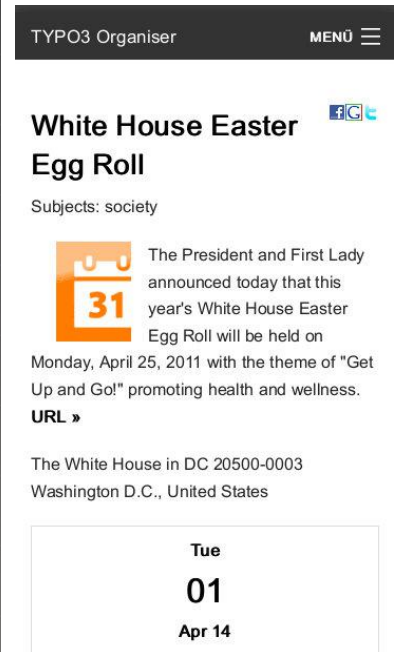 TYPO3 Organiser
MENÜ
White House Easter
Egg Roll
Subjects: society
31
The President and First Lady
announced today that this
year's White House Easter
Egg Roll will be held on
Monday, April 25, 2011 with the theme of "Get
Up and Go!" promoting health and wellness.
URL »
The White House in DC 20500-0003
Washington D.C., United States
Tue
01
Apr 14